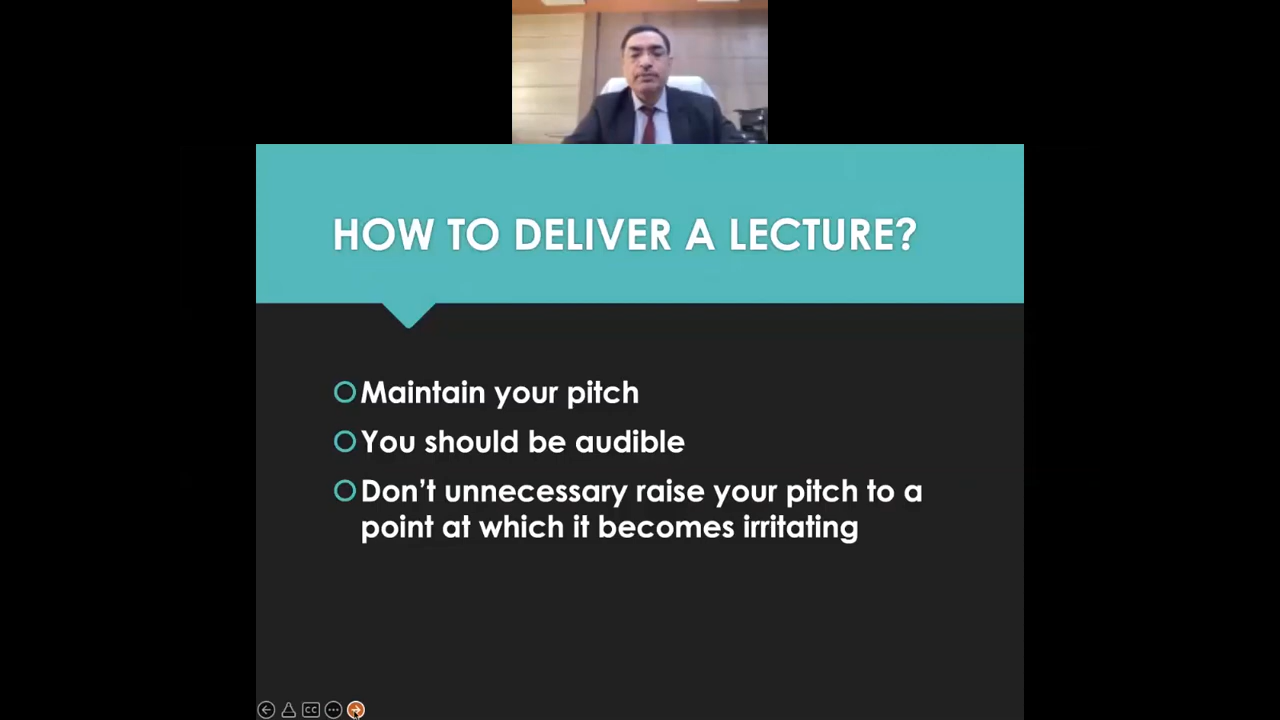 HOW TO DELIVER A LECTURE?
Maintain your pitch
You should be audible
Don't unnecessary raise your pitch to a
point at which it becomes irritating
CC